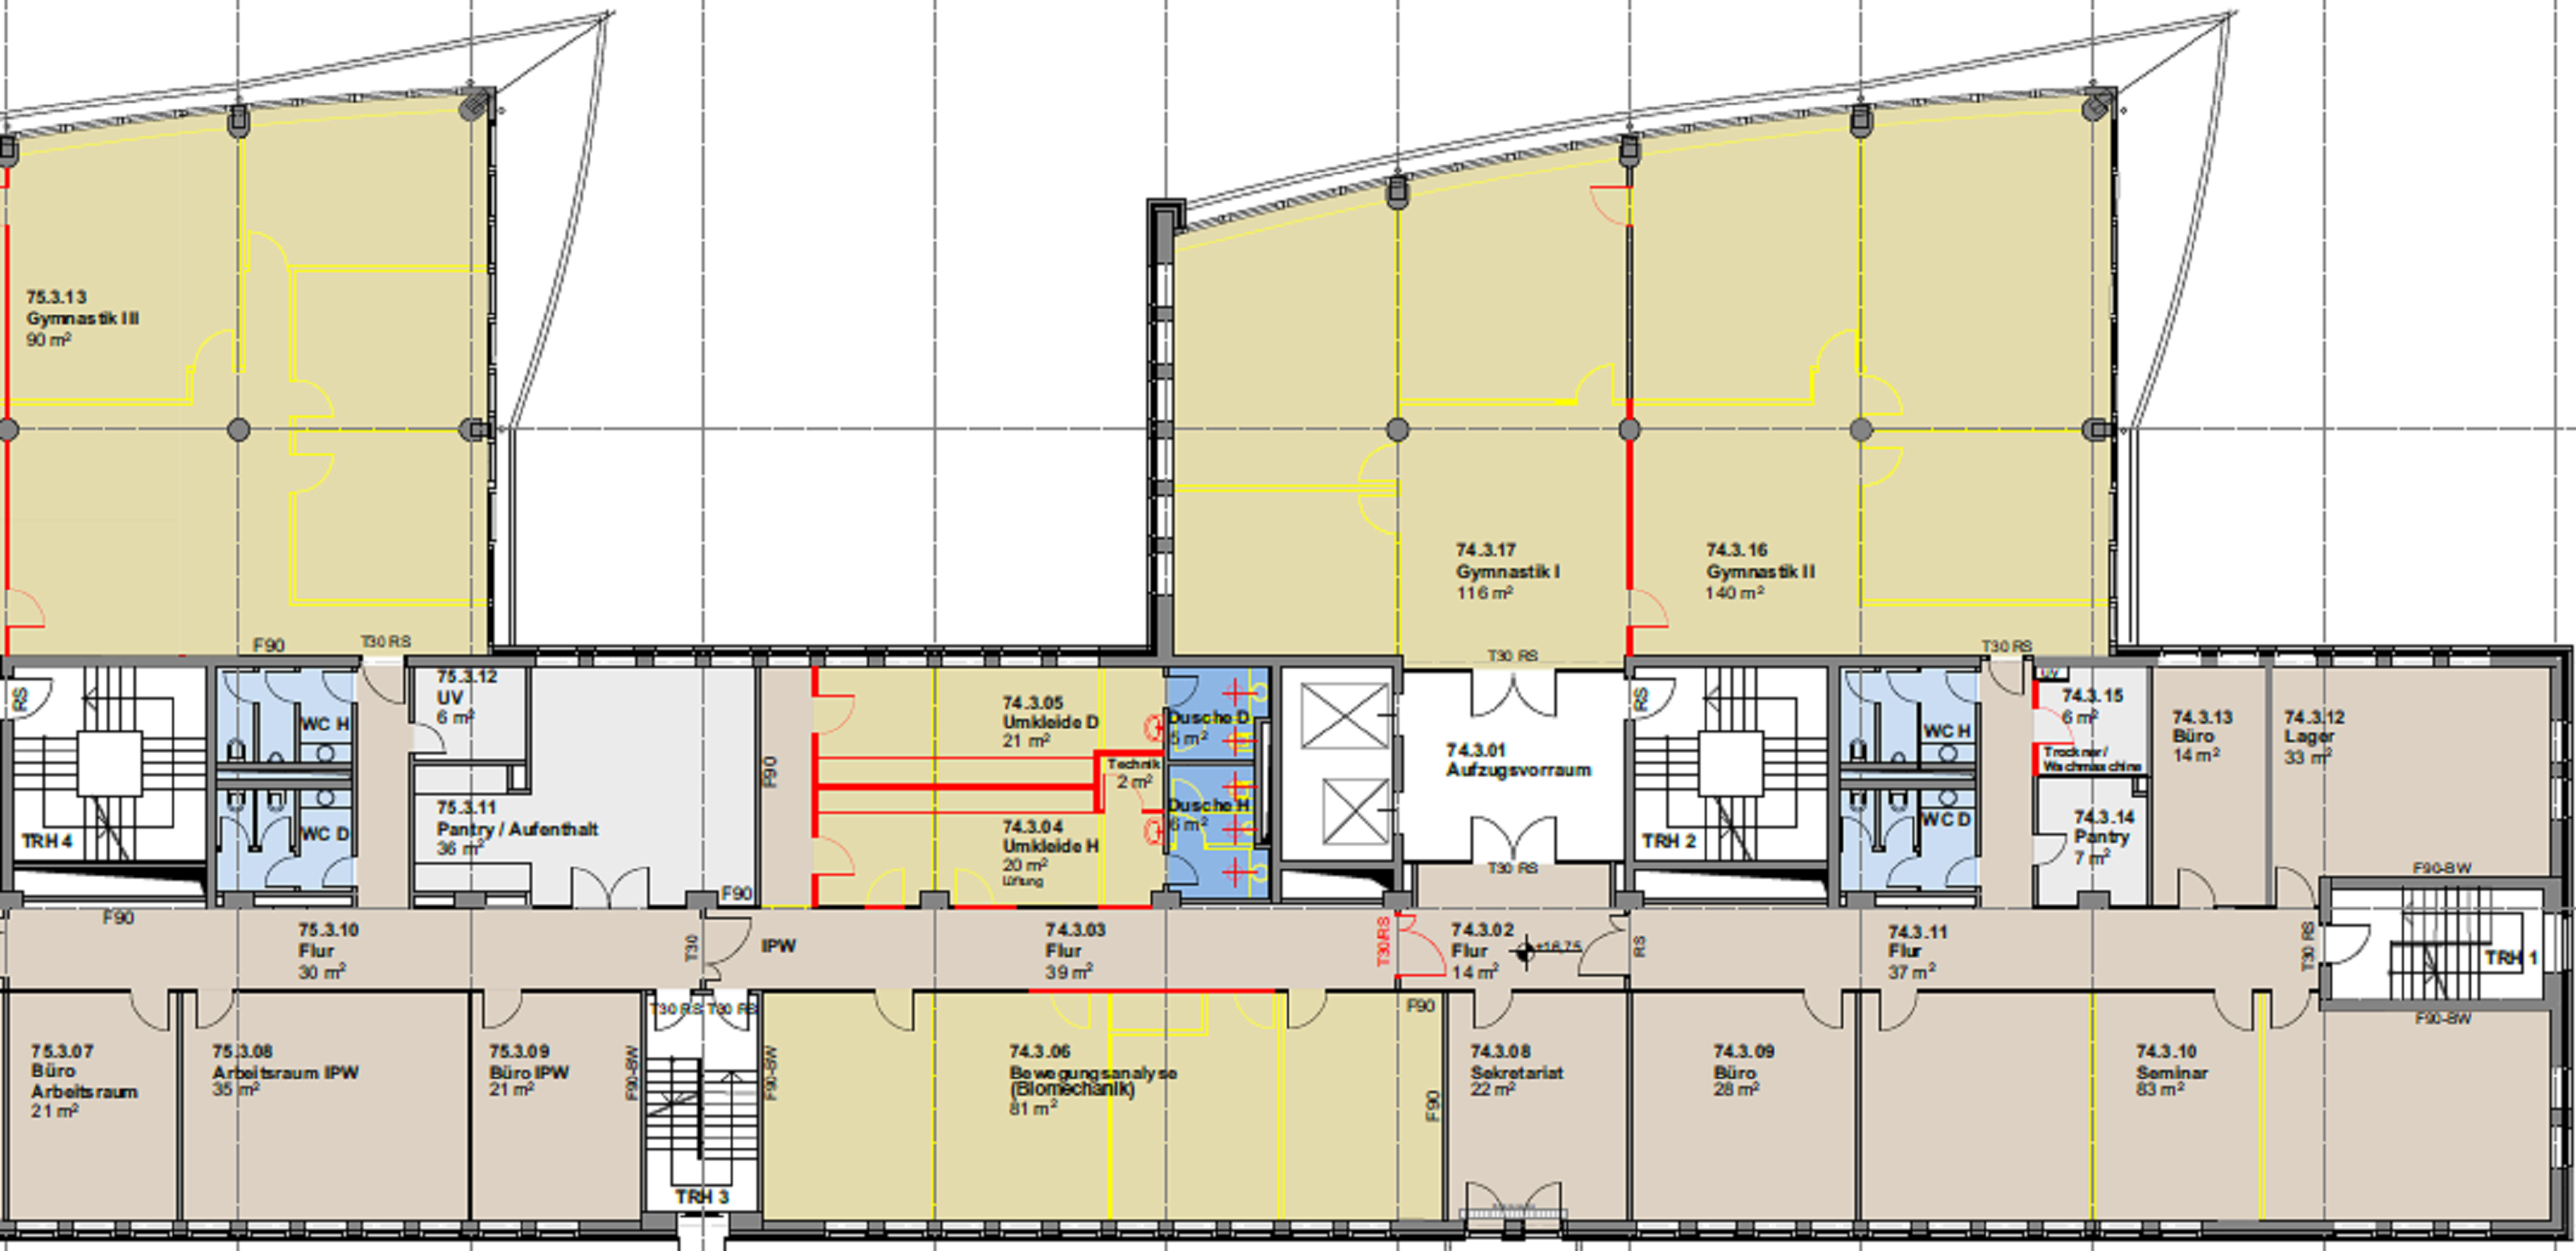 75.3.13
Gymnastik III
90 m²
74.3.17
Gymnastik I
116 m²
74.3.16
Gymnastik II
140 m²
F90
T30 RS
T30 RS
T30 RS
RS
TRH 4
WC H
WC D
75.3.12
UV
6 m²
75.3.11
Pantry / Aufenthalt
36 m²
F90
F90
74.3.05
Umkleide D
21 m²
Technik
2 m²
74.3.04
Umkleide H
20 m²
Lüftung
Dusche D
5 m²
Dusche H
6 m²
74.3.01
Aufzugsvorraum
T30 RS
RS
TRH 2
WC H
WC D
UV
74.3.15
6 m²
Trockner/
Wachmaschine
74.3.14
Pantry
7 m²
74.3.13
Büro
14 m²
74.3.12
Lager
33 m²
F90-BW
F90
75.3.10
Flur
30 m²
T30
IPW
74.3.03
Flur
39 m²
T30/RS
74.3.02
Flur
14 m²
+16,75
RS
74.3.11
Flur
37 m²
T30 RS
TRH 1
F90-BW
75.3.07
Büro
Arbeitsraum
21 m²
75.3.08
Arbeitsraum IPW
35 m²
75.3.09
Büro IPW
21 m²
T30 RS
T30 RS
F90-BW
TRH 3
F90-BW
74.3.06
Bewegungsanalyse
(Biomechanik)
81 m²
F90
F90
74.3.08
Sekretariat
22 m²
74.3.09
Büro
28 m²
74.3.10
Seminar
83 m²